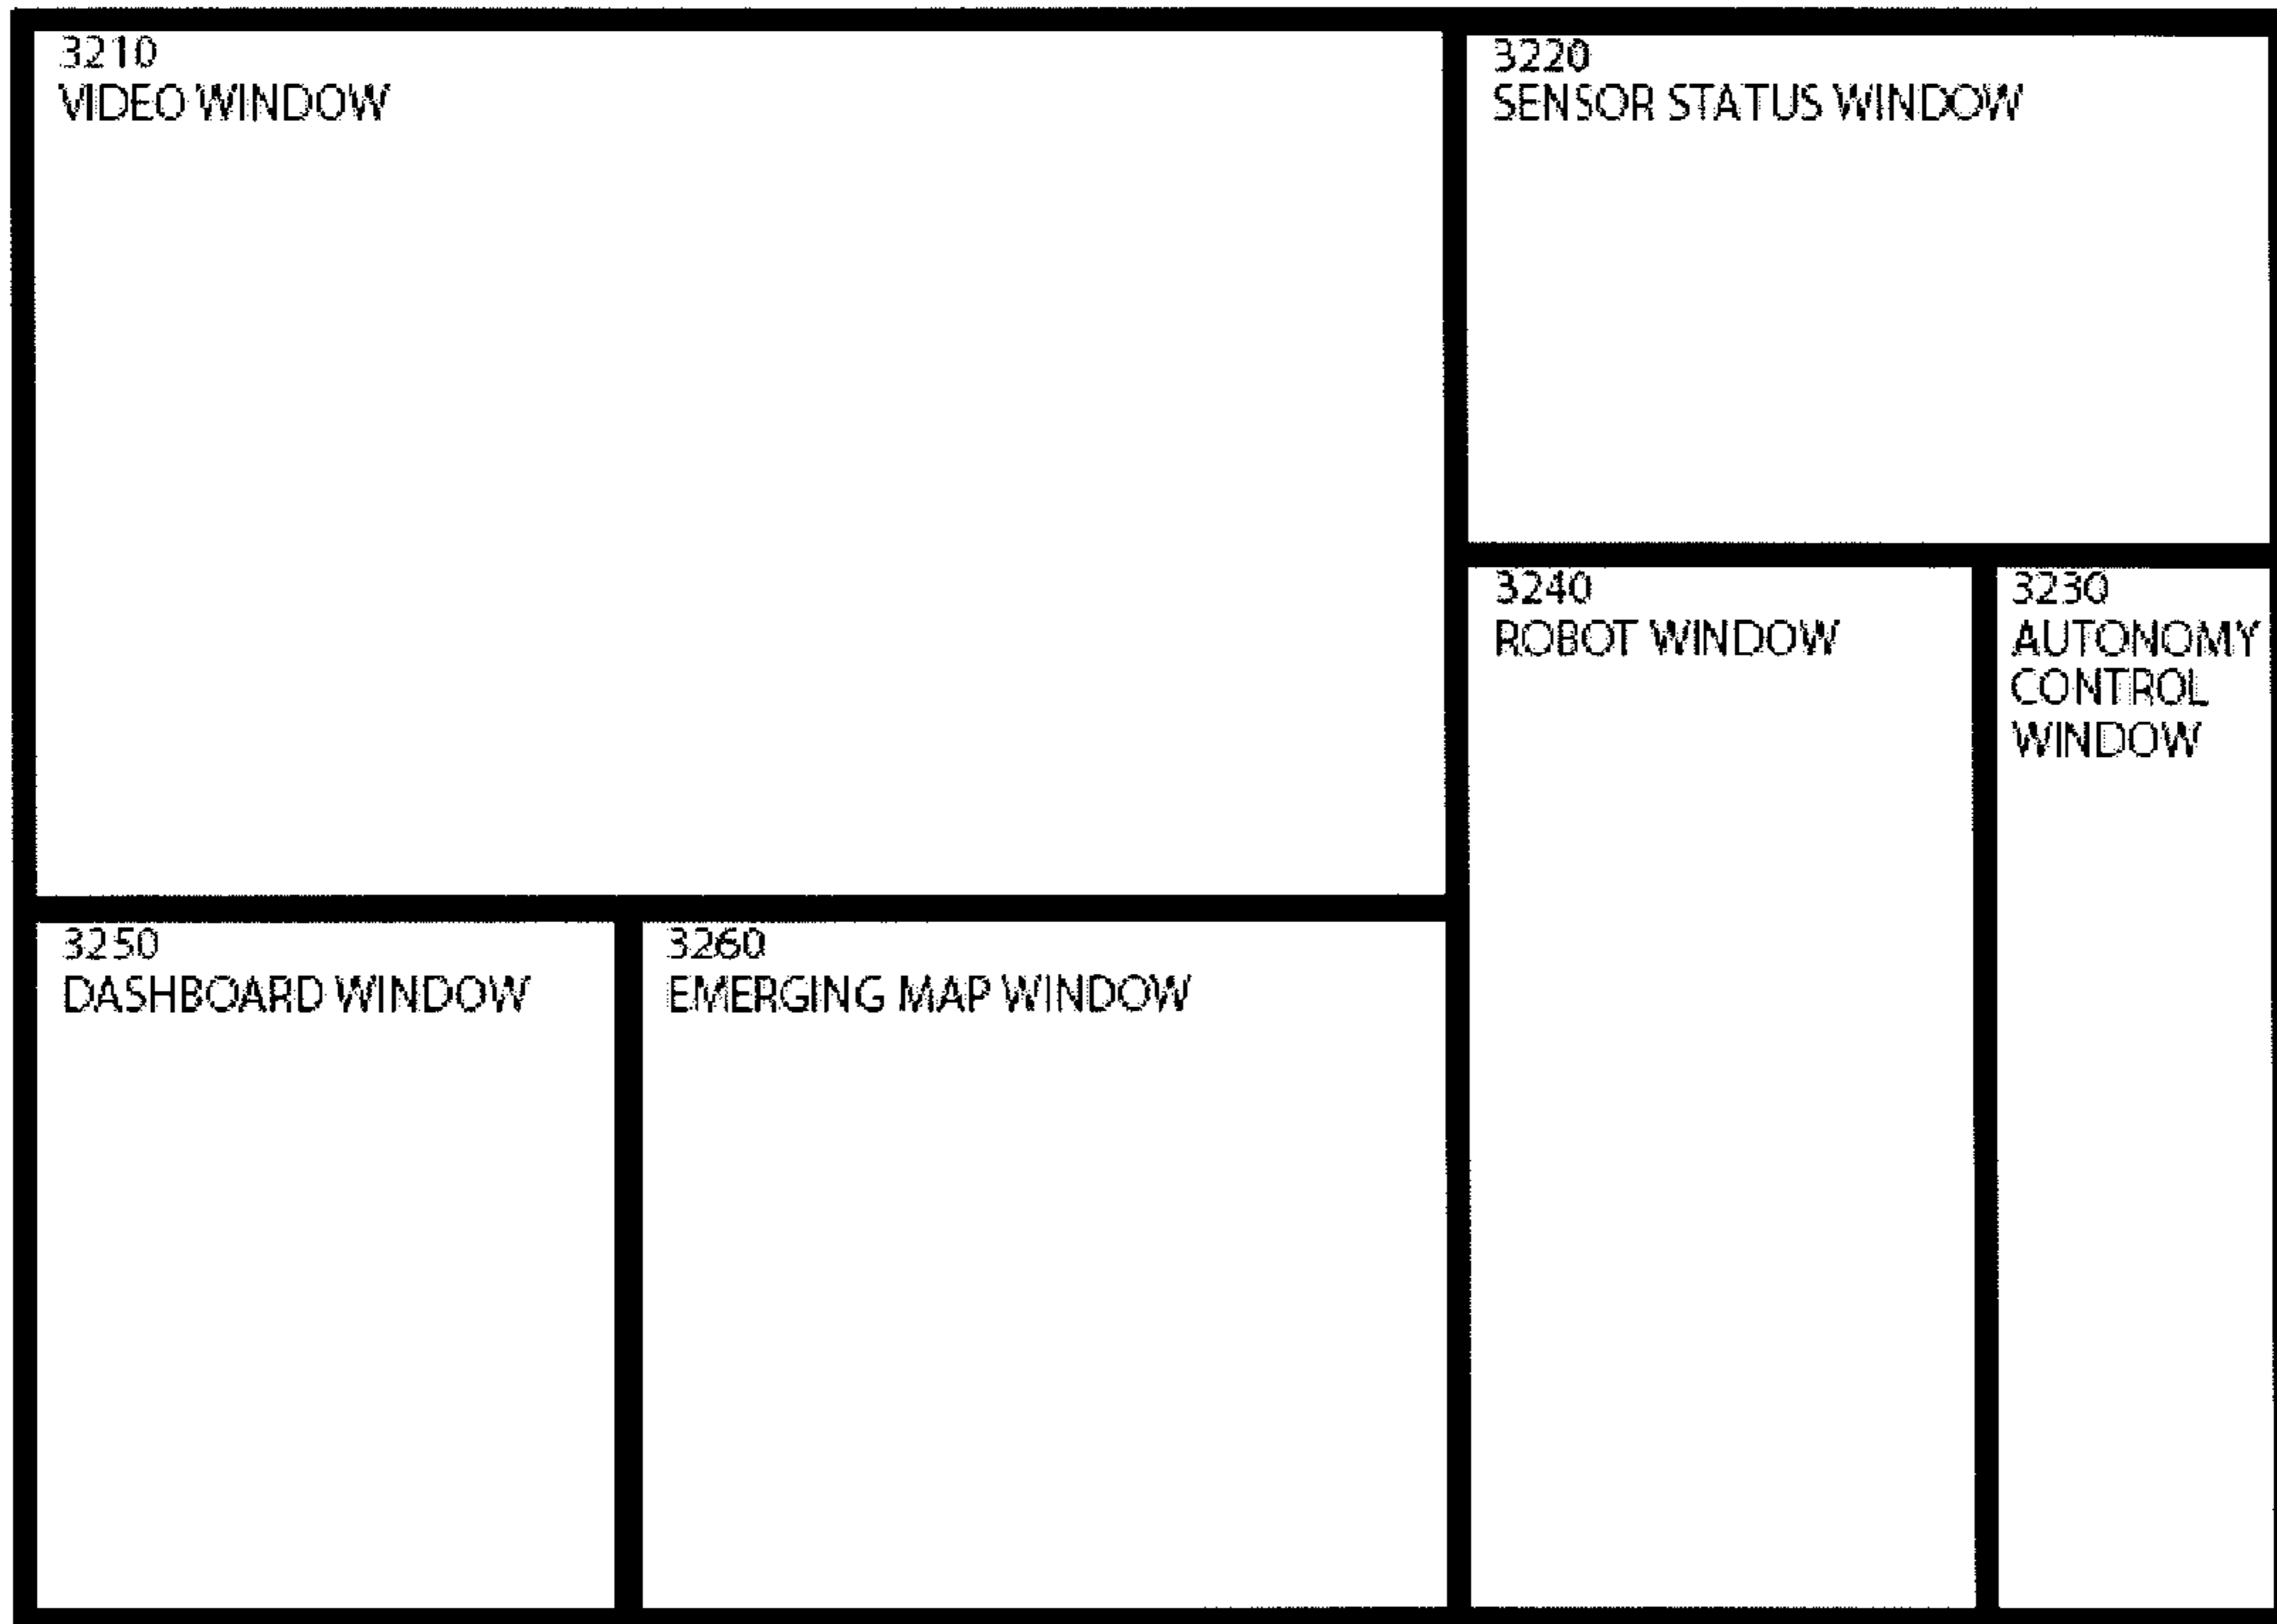 3210
VIDEO WINDOW
3220
SENSOR STATUS WINDOW
3240
ROBOT WINDOW
3230
AUTONOMY
CONTROL
WINDOW
3250
DASHBOARD WINDOW
3260
EMERGING MAP WINDOW